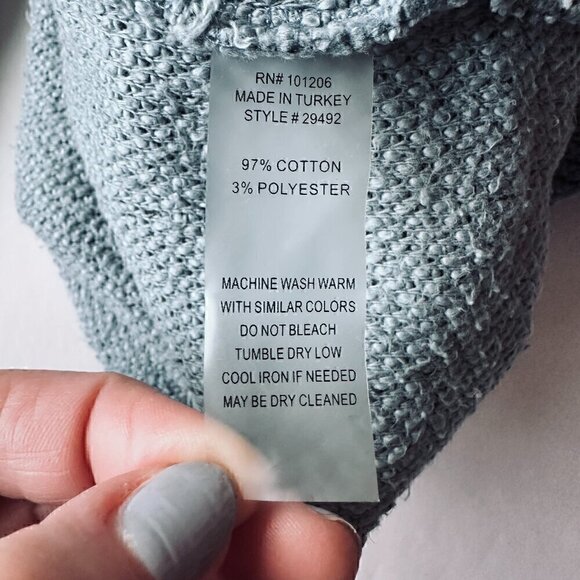 RN# 101206
MADE IN TURKEY
STYLE # 29492
97% COTTON
3% POLYESTER
MACHINE WASH WARM
WITH SIMILAR COLORS
DO NOT BLEACH
TUMBLE DRY LOW
COOL IRON IF NEEDED
MAY BE DRY CLEANED